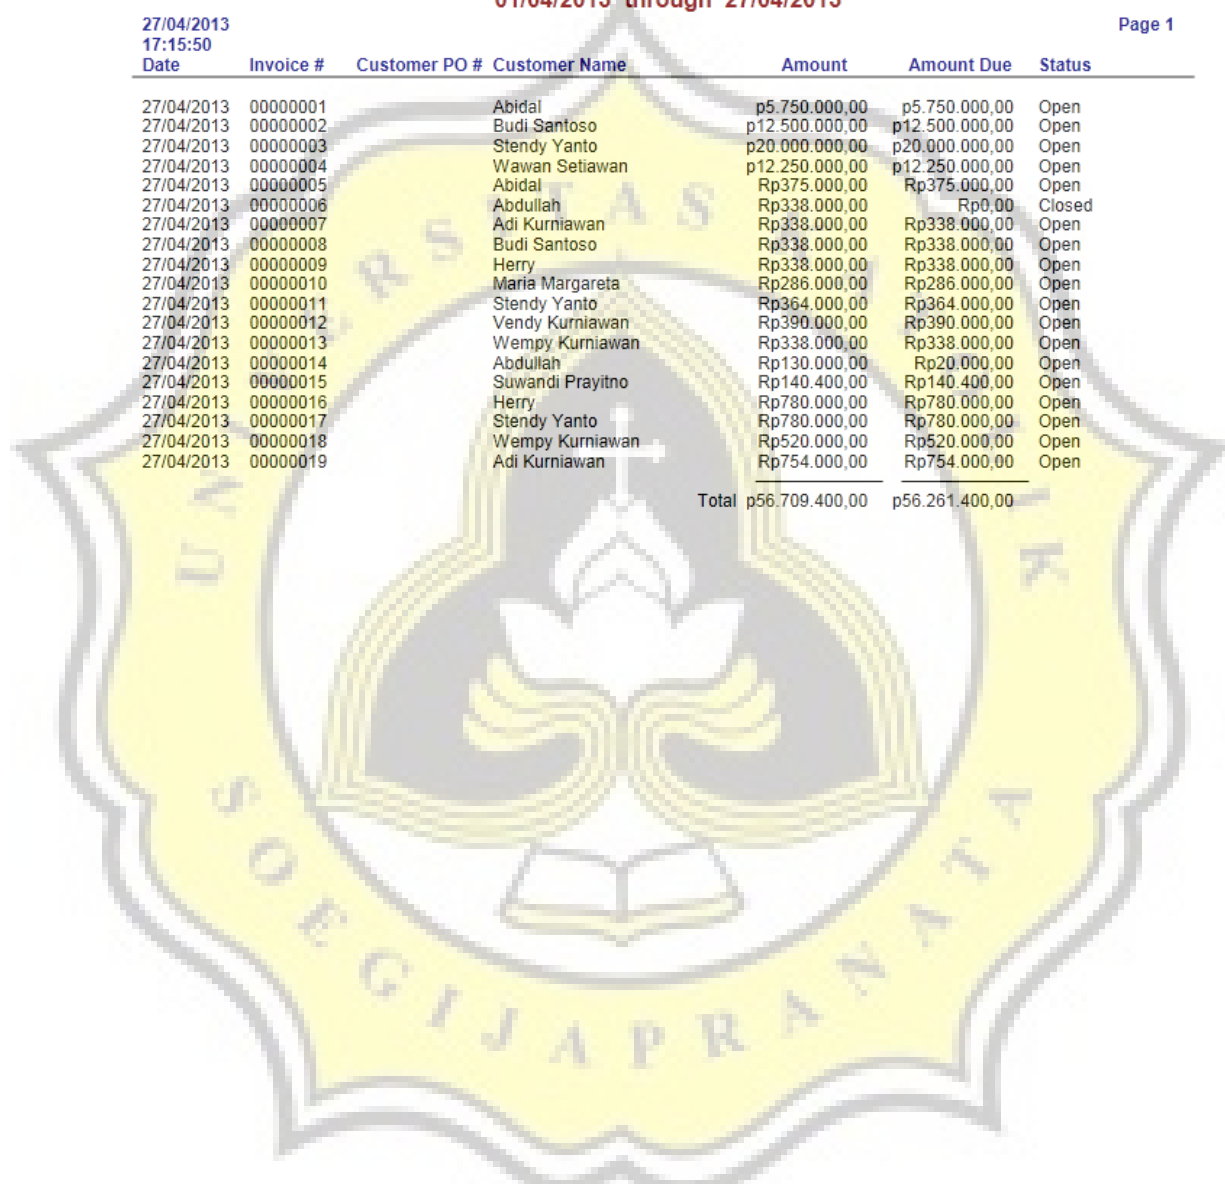 01/04/2013 through 27/04/2013
27/04/2013 Page 1
17:15:50
Date Invoice # Customer PO # Customer Name Amount Amount Due Status
27/04/2013 00000001 Abidal p5.750.000,00 p5.750.000,00 Open
27/04/2013 00000002 Budi Santoso p12.500.000,00 p12.500.000,00 Open
27/04/2013 00000003 Stendy Yanto p20.000.000,00 p20.000.000,00 Open
27/04/2013 00000004 Wawan Setiawan p12.250.000,00 p12.250.000,00 Open
27/04/2013 00000005 Abidal Rp375.000,00 Rp375.000,00 Open
27/04/2013 00000006 Abdullah Rp338.000,00 Rp0,00 Closed
27/04/2013 00000007 Adi Kurniawan Rp338.000,00 Rp338.000,00 Open
27/04/2013 00000008 Budi Santoso Rp338.000,00 Rp338.000,00 Open
27/04/2013 00000009 Herry Rp338.000,00 Rp338.000,00 Open
27/04/2013 00000010 Maria Margareta Rp286.000,00 Rp286.000,00 Open
27/04/2013 00000011 Stendy Yanto Rp364.000,00 Rp364.000,00 Open
27/04/2013 00000012 Vendy Kurniawan Rp390.000,00 Rp390.000,00 Open
27/04/2013 00000013 Wempy Kurniawan Rp338.000,00 Rp338.000,00 Open
27/04/2013 00000014 Abdullah Rp130.000,00 Rp20.000,00 Open
27/04/2013 00000015 Suwandi Prayitno Rp140.400,00 Rp140.400,00 Open
27/04/2013 00000016 Herry Rp780.000,00 Rp780.000,00 Open
27/04/2013 00000017 Stendy Yanto Rp780.000,00 Rp780.000,00 Open
27/04/2013 00000018 Wempy Kurniawan Rp520.000,00 Rp520.000,00 Open
27/04/2013 00000019 Adi Kurniawan Rp754.000,00 Rp754.000,00 Open
Total p56.709.400,00 p56.261.400,00
SOEGIJAPRANATA